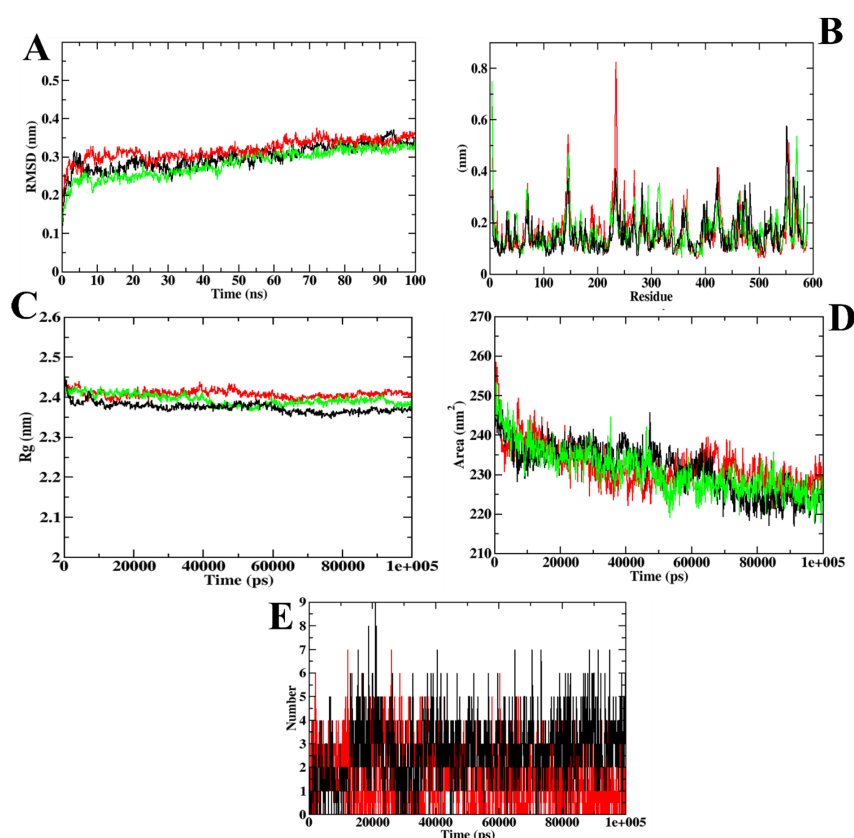 A
RMSD (nm)
0.5
0.4
0.3
0.2
0.1
0
0 10 20 30 40 50 60 70 80 90 100
Time (ns)
B
(nm)
0.8
0.6
0.4
0.2
0
0 100 200 300 400 500 600
Residue
C
Rg (nm)
2.6
2.5
2.4
2.3
2.2
2.1
2
0 20000 40000 60000 80000 1e+005
Time (ps)
D
Area (nm²)
270
260
250
240
230
220
210
0 20000 40000 60000 80000 1e+005
Time (ps)
E
Number
9
8
7
6
5
4
3
2
1
0
0 20000 40000 60000 80000 1e+005
Time (ps)